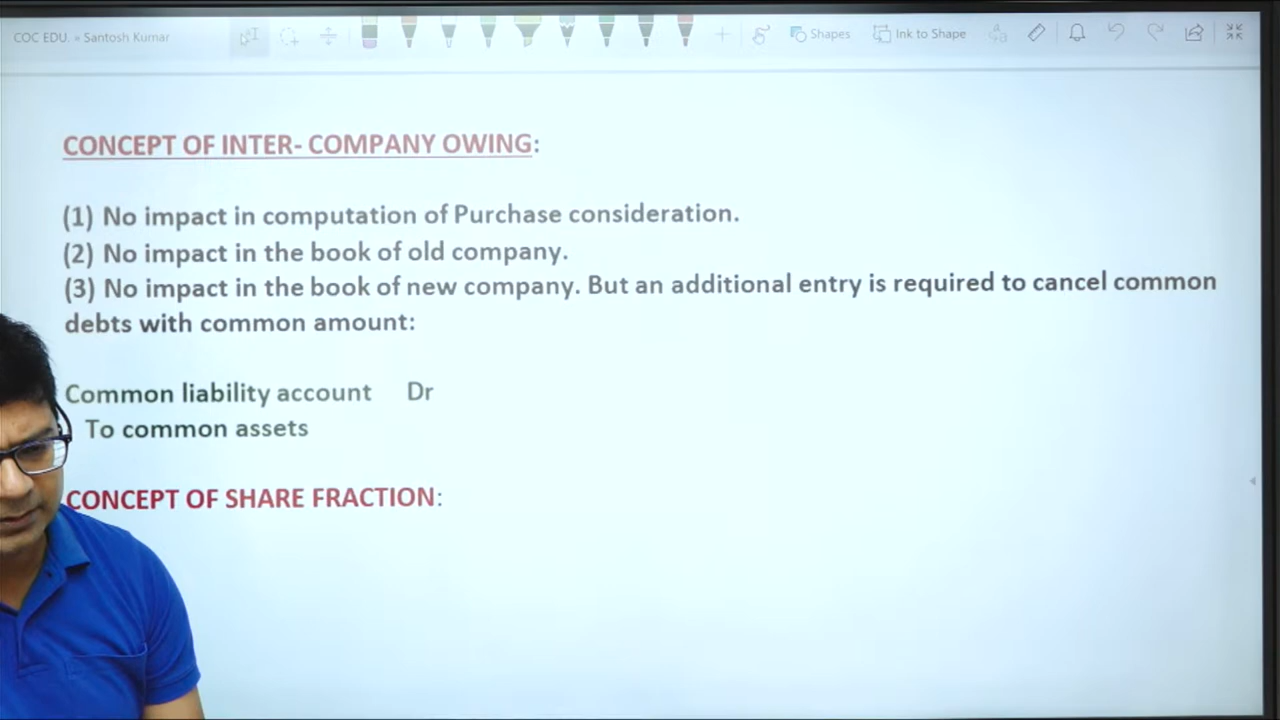 COC EDU. » Santosh Kumar
Shapes
Ink to Shape
CONCEPT OF INTER- COMPANY OWING:
(1) No impact in computation of Purchase consideration.
(2) No impact in the book of old company.
(3) No impact in the book of new company. But an additional entry is required to cancel common
debts with common amount:
Common liability account Dr
To common assets
CONCEPT OF SHARE FRACTION: